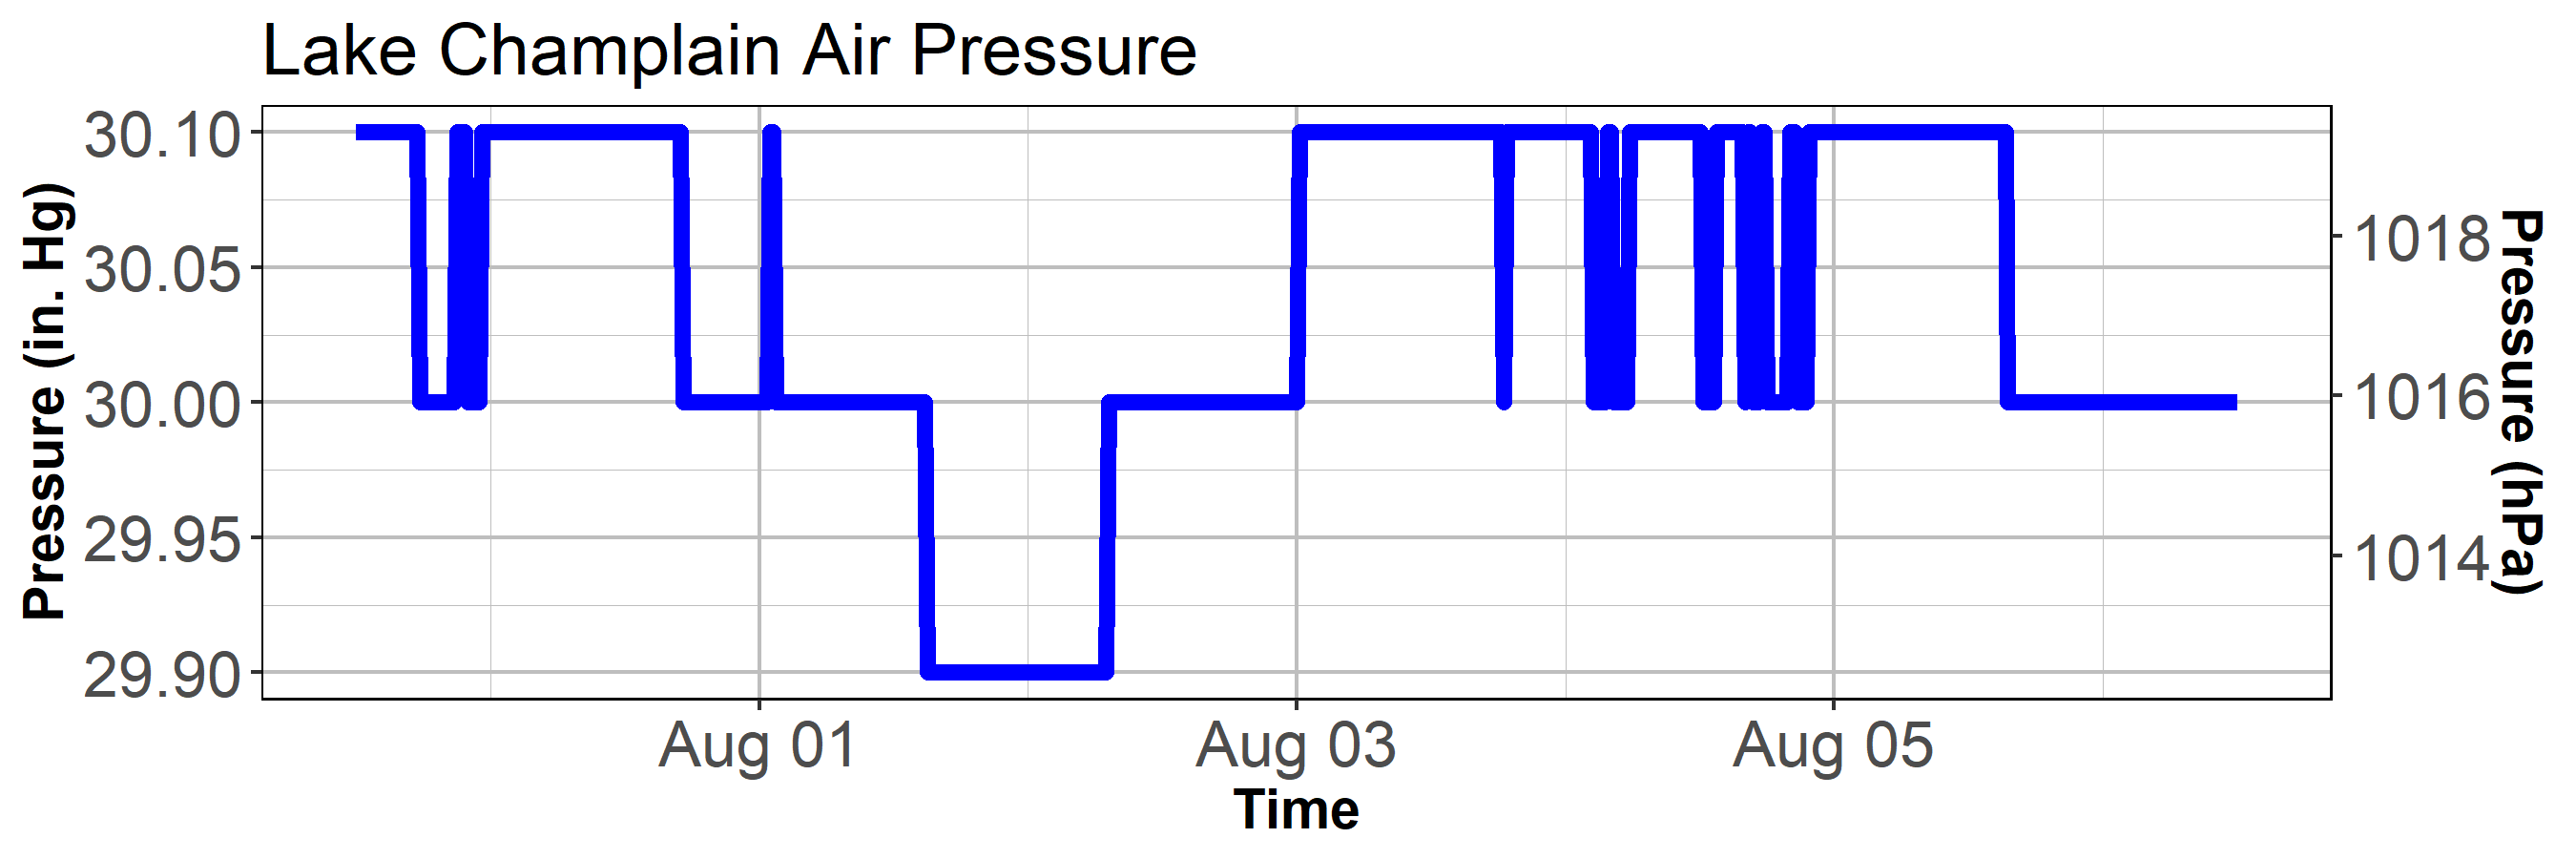 Lake Champlain Air Pressure
Pressure (in. Hg)
30.10
30.05
30.00
29.95
29.90
1018
1016
1014
Pressure (hPa)
Aug 01
Aug 03
Aug 05
Time